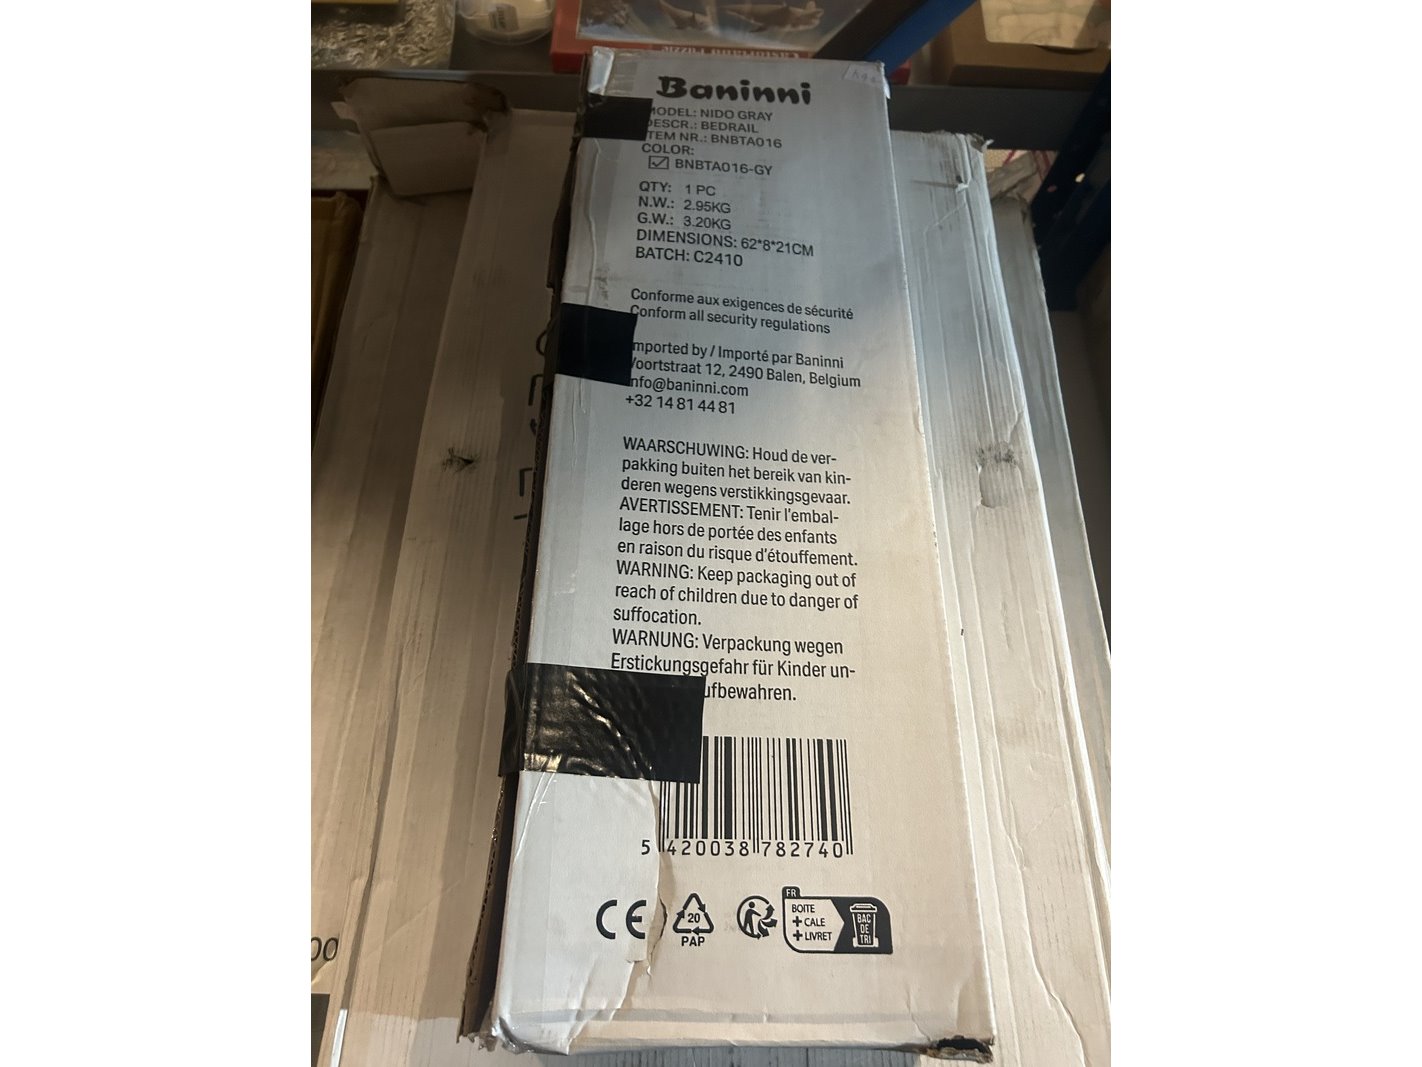 Baninni
MODEL: NIDO GRAY
DESCR.: BEDRAIL
ITEM NR.: BNBTA016
COLOR:
BNBTA016-GY
QTY: 1 PC
N.W.: 2.95KG
G.W.: 3.20KG
DIMENSIONS: 62*8*21CM
BATCH: C2410
Conforme aux exigences de sécurité
Conform all security regulations
mported by / Importé par Baninni
Voortstraat 12, 2490 Balen, Belgium
info@baninni.com
+32 14 81 44 81
WAARSCHUWING: Houd de ver-
pakking buiten het bereik van kin-
deren wegens verstikkingsgevaar.
AVERTISSEMENT: Tenir l'embal-
lage hors de portée des enfants
en raison du risque d'étouffement.
WARNING: Keep packaging out of
reach of children due to danger of
suffocation.
WARNUNG: Verpackung wegen
Erstickungsgefahr für Kinder un-
ufbewahren.
5 420038 782740
CE
20
PAP
FR
BOITE
+ CALE
+ LIVRET
BAC
DE
TRI